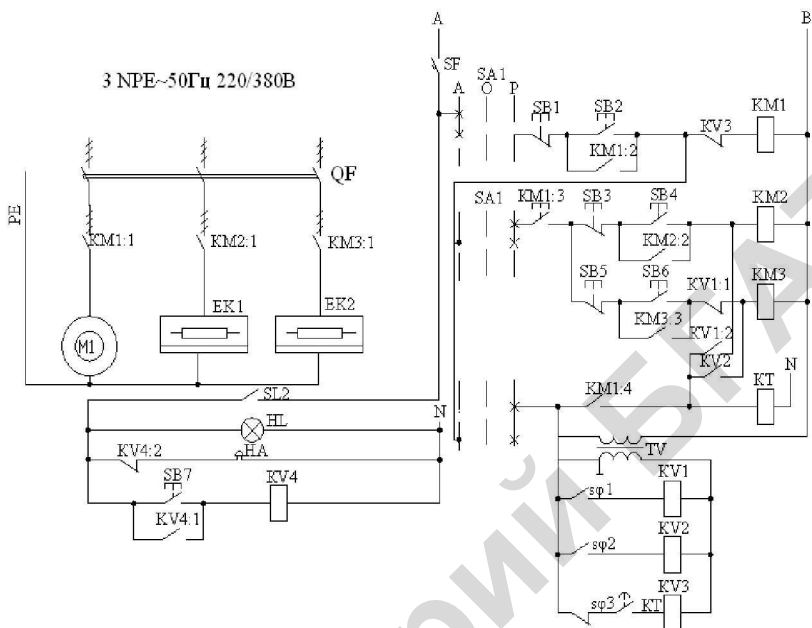 A
B
3 NPE~50Гц 220/380В
SF
SA1
A O P
SB1
SB2
KM1:2
KV3
KM1
QF
PE
KM1:1
KM2:1
KM3:1
SA1
KM1:3
SB3
SB4
KM2:2
KM2
SB5
SB6
KM3:3
KV1:1
KM3
KV1:2
KV2
M1
EK1
EK2
SL2
N
HL
HA
KV4:2
SB7
KV4
KV4:1
KM1:4
KT
N
TV
sφ1
KV1
sφ2
KV2
sφ3
KT
KV3
рий БГАТ